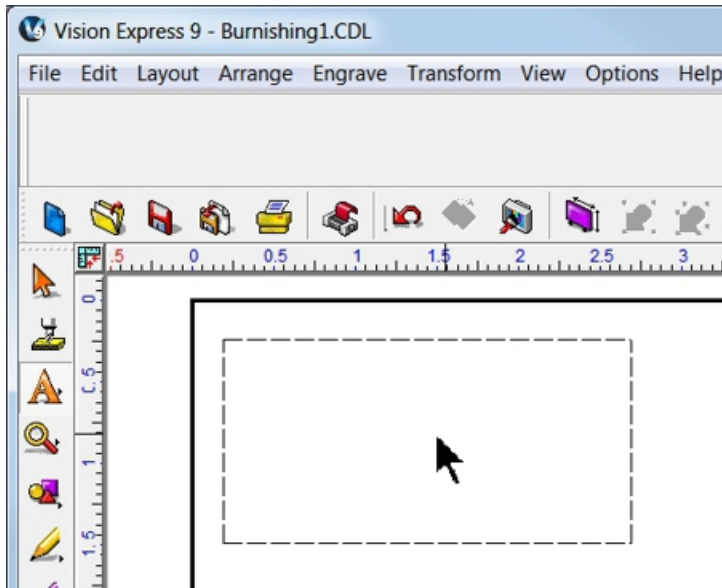 Vision Express 9 - Burnishing1.CDL
File Edit Layout Arrange Engrave Transform View Options Help
.5 0 0.5 1 1.5 2 2.5 3
0
0.5
1
1.5